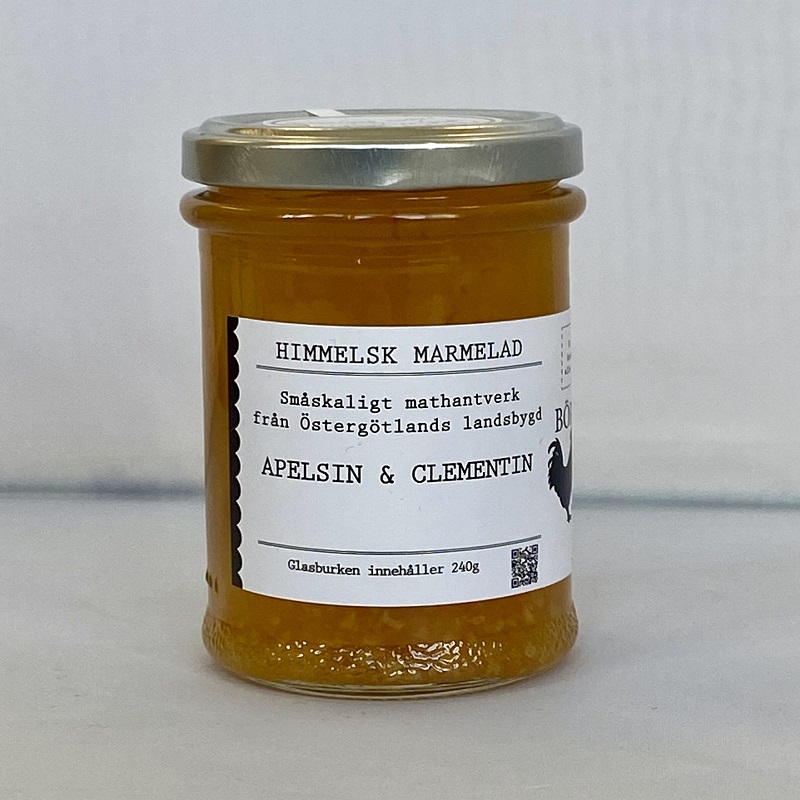 HIMMELSK MARMELAD
Småskaligt mathantverk
från Östergötlands landsbygd
APELSIN & CLEMENTIN
Glasburken innehåller 240g